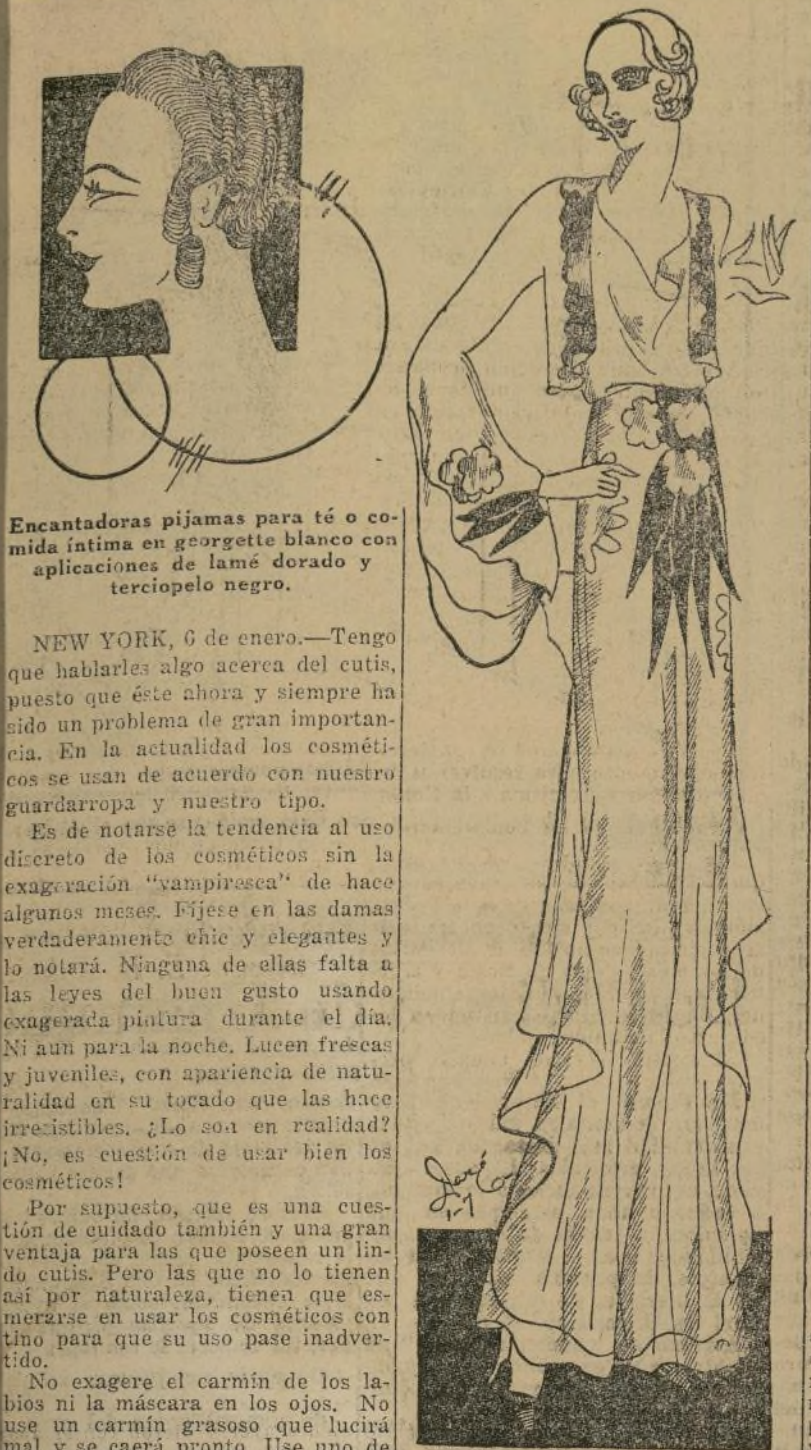 Encantadoras pijamas para té o co-
mida íntima en georgette blanco con
aplicaciones de lamé dorado y
terciopelo negro.
NEW YORK, 6 de enero.—Tengo
que hablarles algo acerca del cutis,
puesto que éste ahora y siempre ha
sido un problema de gran importan-
cia. En la actualidad los cosméti-
cos se usan de acuerdo con nuestro
guardarropa y nuestro tipo.
Es de notarse la tendencia al uso
discreto de los cosméticos sin la
exageración "vampiresca" de hace
algunos meses. Fíjese en las damas
verdaderamente chic y elegantes y
lo notará. Ninguna de ellas falta a
las leyes del buen gusto usando
exagerada pintura durante el día.
Ni aun para la noche. Lucen frescas
y juveniles, con apariencia de natu-
ralidad en su tocado que las hace
irresistibles. ¿Lo son en realidad?
¡No, es cuestión de usar bien los
cosméticos!
Por supuesto, que es una cues-
tión de cuidado también y una gran
ventaja para las que poseen un lin-
do cutis. Pero las que no lo tienen
así por naturaleza, tienen que es-
merarse en usar los cosméticos con
tino para que su uso pase inadver-
tido.
No exagere el carmín de los la-
bios ni la máscara en los ojos. No
use un carmín grasoso que lucirá
mal y se caerá pronto. Use uno de
1-7